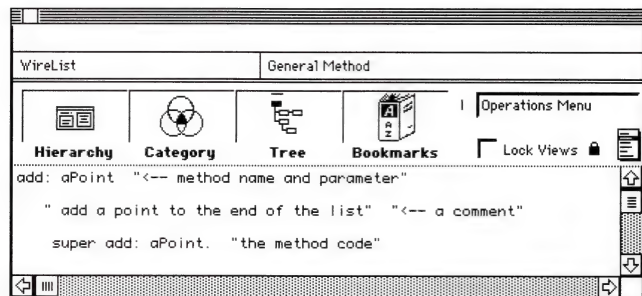 WireList General Method
Operations Menu
Hierarchy Category Tree Bookmarks Lock Views
add: aPoint "<-- method name and parameter"
" add a point to the end of the list" "<-- a comment"
super add: aPoint. "the method code"